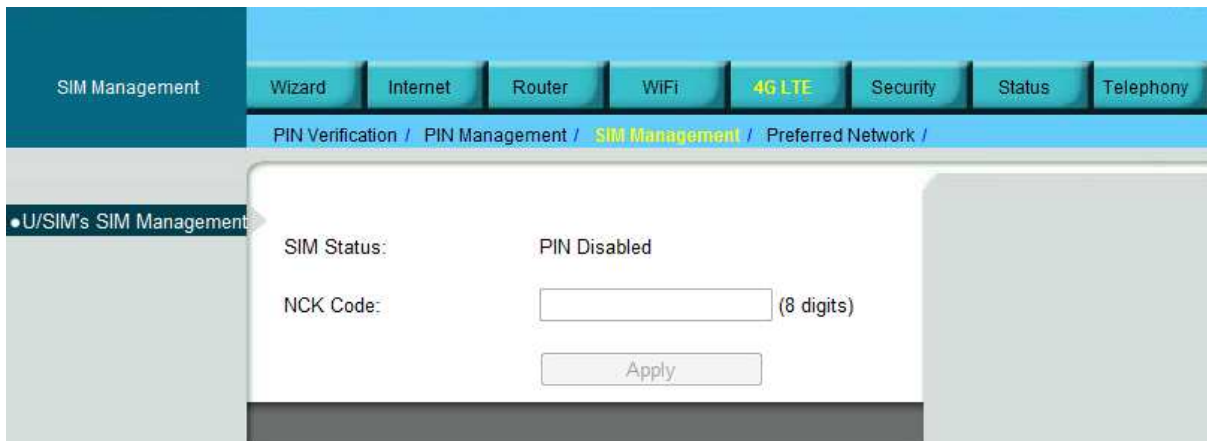 SIM Management
Wizard Internet Router WiFi 4G LTE Security Status Telephony
PIN Verification / PIN Management / SIM Management / Preferred Network /
●U/SIM's SIM Management
SIM Status: PIN Disabled
NCK Code: (8 digits)
Apply